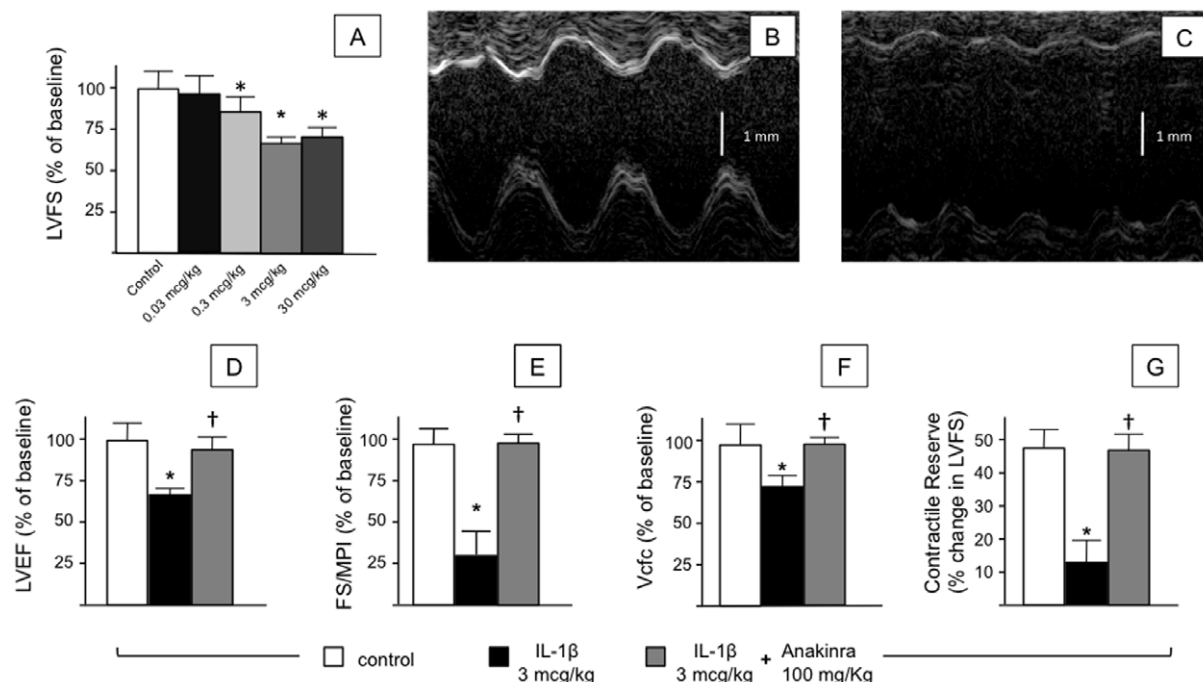 A
LVFS (% of baseline)
100
75
50
25
Control
0.03 mcg/kg
0.3 mcg/kg
3 mcg/kg
30 mcg/kg
*
*
*
B
1 mm
C
1 mm
D
LVEF (% of baseline)
100
75
50
25
*
†
E
FS/MPI (% of baseline)
100
75
50
25
*
†
F
Vcfc (% of baseline)
100
75
50
25
*
†
G
Contractile Reserve
(% change in LVFS)
50
40
30
20
10
*
†
control
IL-1β
3 mcg/kg
IL-1β
3 mcg/kg
+
Anakinra
100 mg/Kg